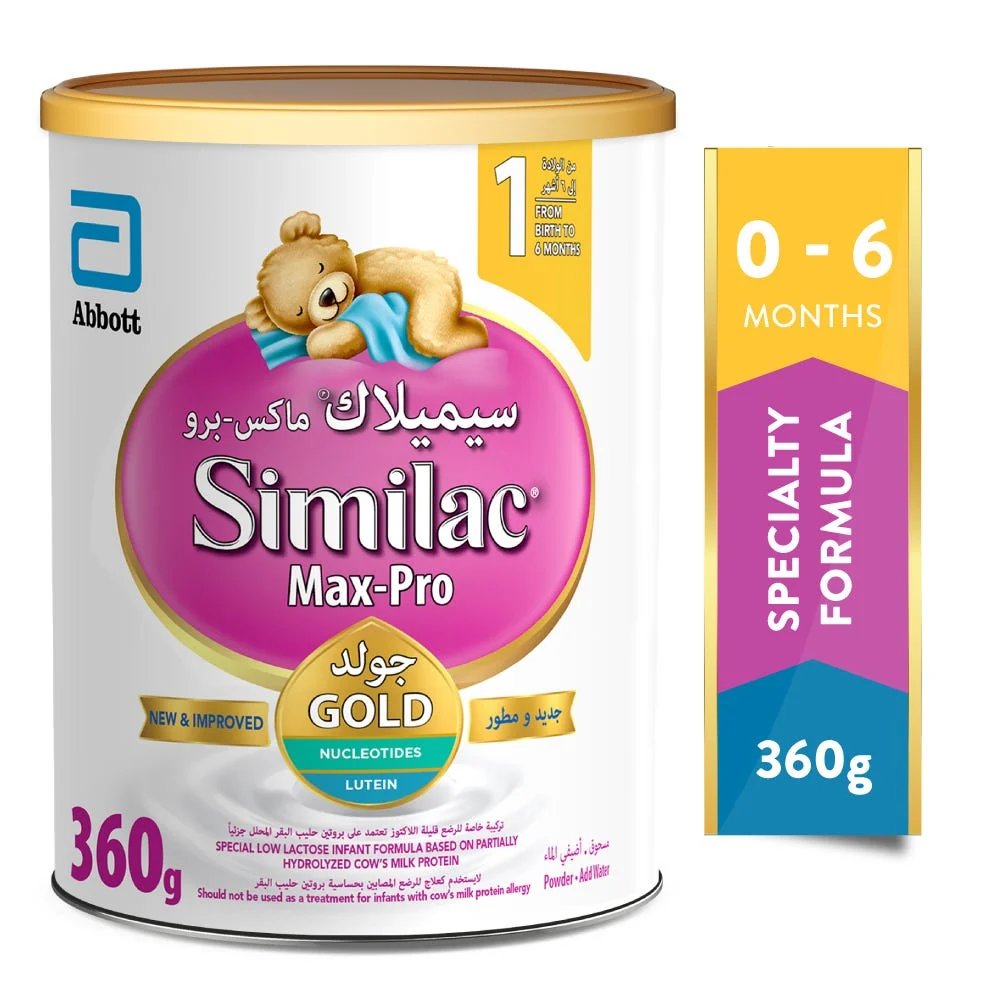 Abbott
1
من الولادة
إلى ٦ أشهر
FROM
BIRTH TO
6 MONTHS
سيميلاك℗ ماكس-برو
Similac®
Max-Pro
جولد
GOLD
NEW & IMPROVED
جديد و مطور
NUCLEOTIDES
LUTEIN
360g
تركيبة خاصة للرضع قليلة اللاكتوز تعتمد على بروتين حليب البقر المحلل جزئياً
SPECIAL LOW LACTOSE INFANT FORMULA BASED ON PARTIALLY
HYDROLYZED COW'S MILK PROTEIN
لايستخدم كعلاج للرضع المصابين بحساسية بروتين حليب البقر
Should not be used as a treatment for infants with cow's milk protein allergy
مسحوق . أضيفي الماء
Powder • Add Water
0 - 6
MONTHS
SPECIALTY
FORMULA
360g